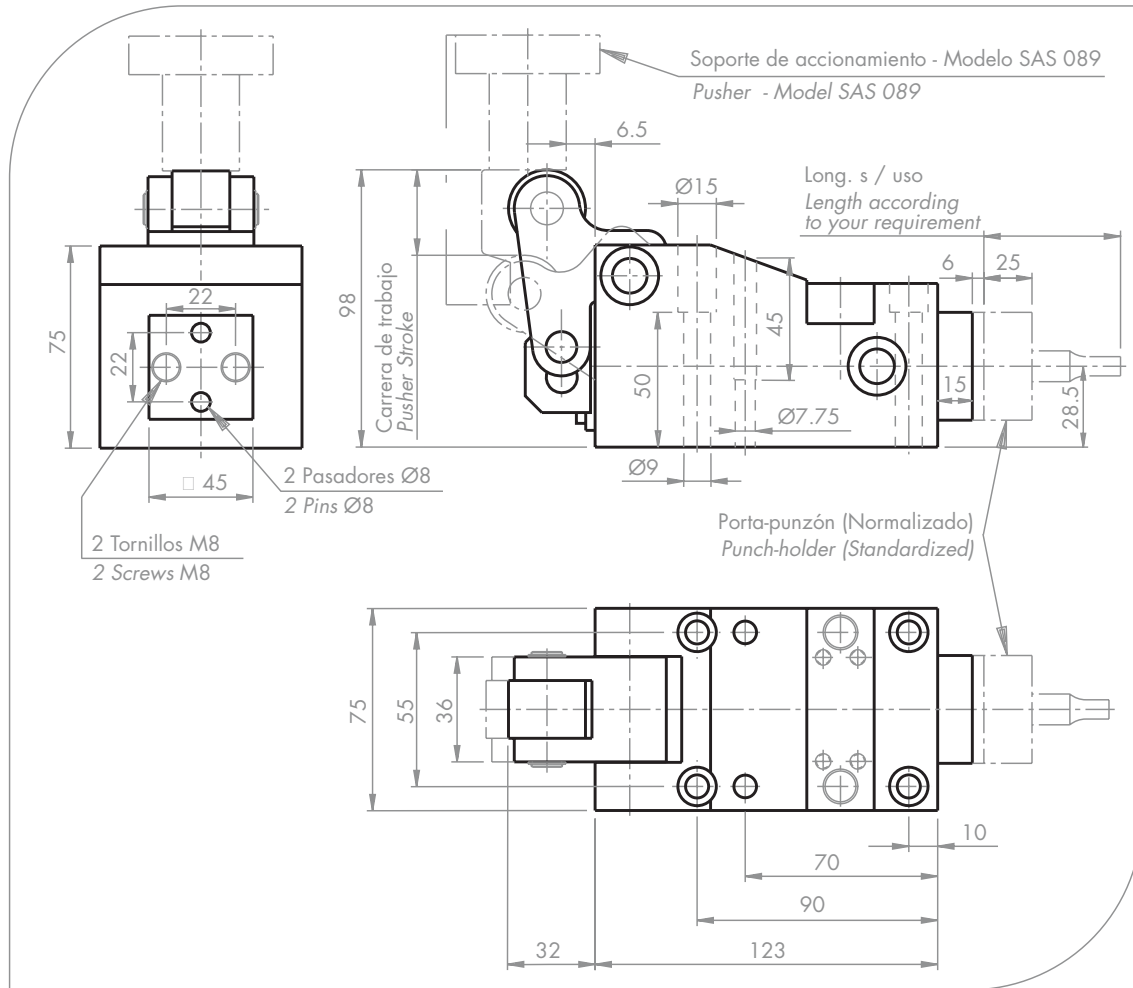 Soporte de accionamiento - Modelo SAS 089
Pusher - Model SAS 089
6.5
Ø15
Long. s / uso
Length according
to your requirement
6
25
22
75
22
98
Carrera de trabajo
Pusher Stroke
50
45
15
28.5
Ø7.75
Ø9
□ 45
2 Pasadores Ø8
2 Pins Ø8
2 Tornillos M8
2 Screws M8
Porta-punzón (Normalizado)
Punch-holder (Standardized)
75
55
36
10
70
90
32
123